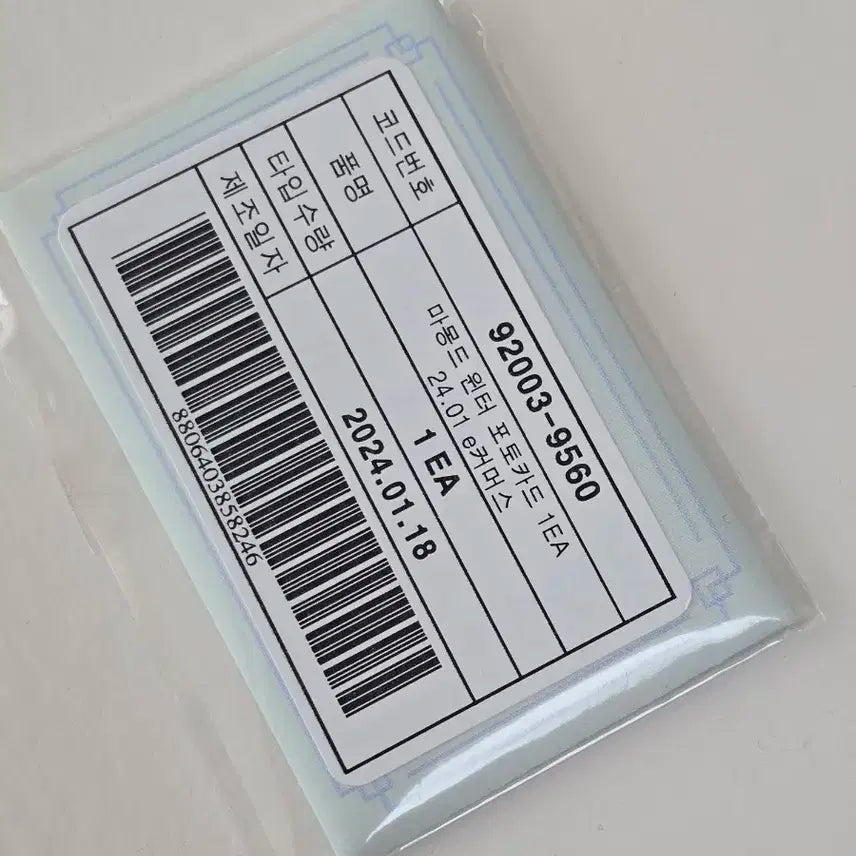 코드번호 92003-9560
품명 마몽드 윈터 포토카드 1EA
24.01 e커머스
타입수량 1 EA
제조일자 2024.01.18
8806403858246